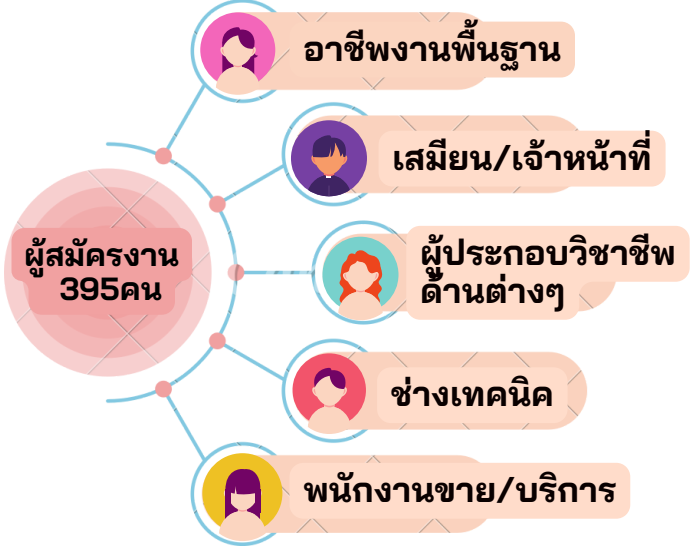 อาชีพงานพื้นฐาน
เสมียน/เจ้าหน้าที่
ผู้สมัครงาน
395คน
ผู้ประกอบวิชาชีพ
ด้านต่างๆ
ช่างเทคนิค
พนักงานขาย/บริการ